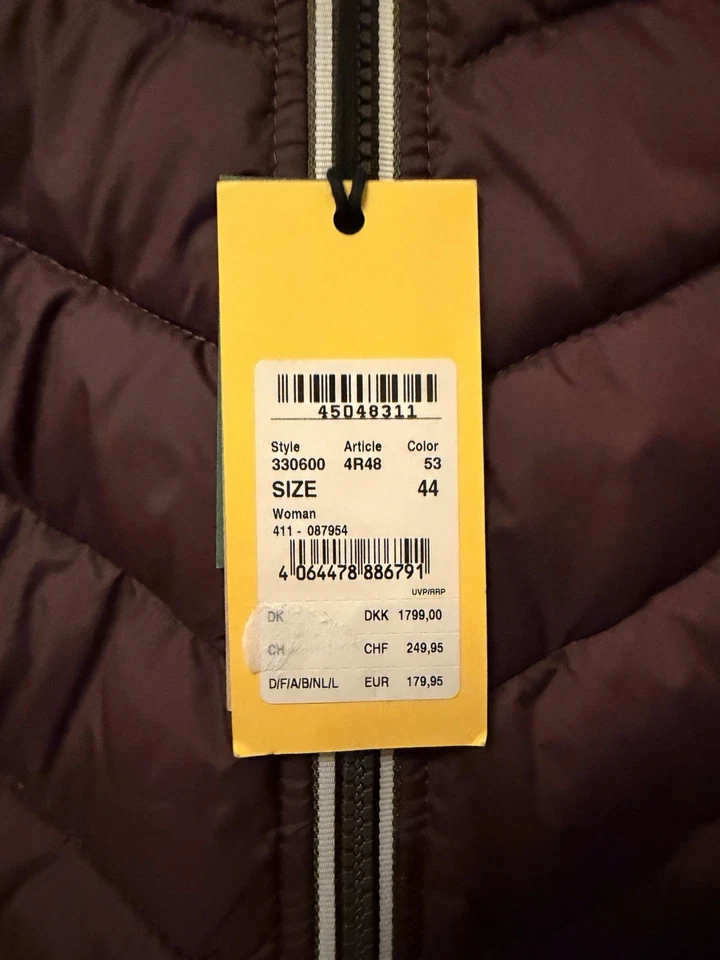 45048311
Style Article Color
330600 4R48 53
SIZE 44
Woman
411 - 087954
4 064478 886791
UVP/RRP
DK DKK 1799,00
CH CHF 249,95
D/F/A/B/NL/L EUR 179,95